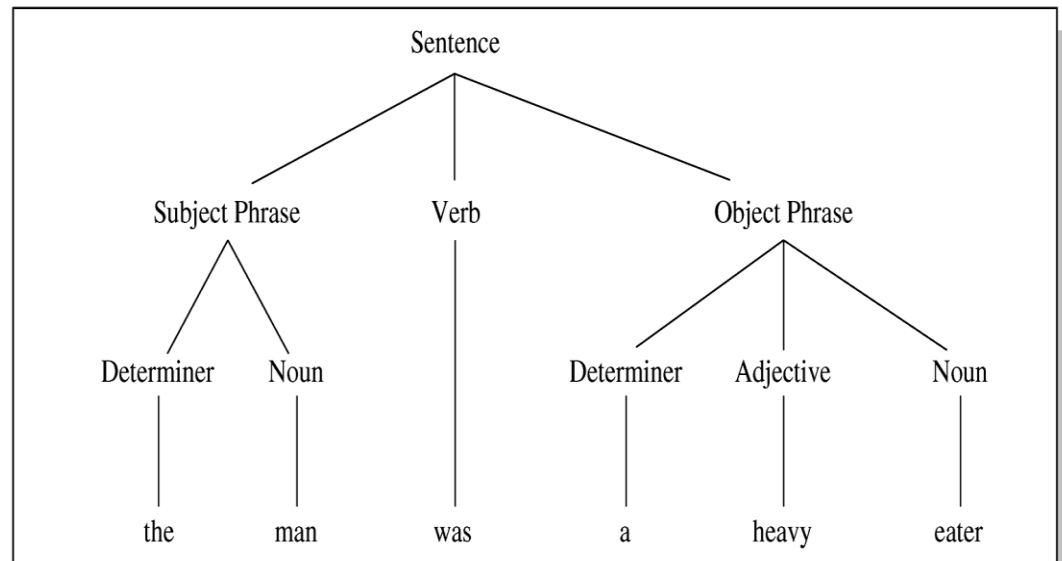 Sentence
Subject Phrase Verb Object Phrase
Determiner Noun Determiner Adjective Noun
the man was a heavy eater